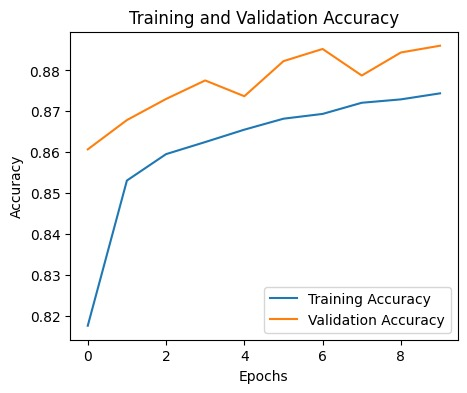 Training and Validation Accuracy
Accuracy
0.88
0.87
0.86
0.85
0.84
0.83
0.82
0 2 4 6 8
Epochs
Training Accuracy
Validation Accuracy